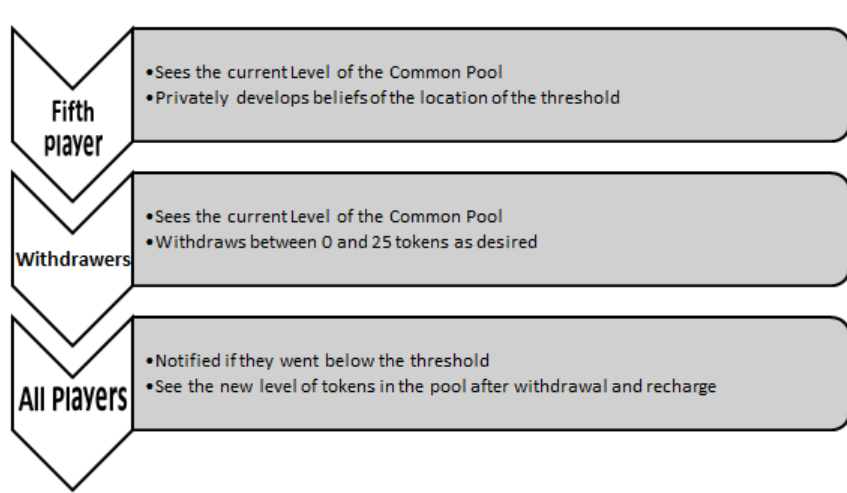 Fifth
player
•Sees the current Level of the Common Pool
•Privately develops beliefs of the location of the threshold
Withdrawers
•Sees the current Level of the Common Pool
•Withdraws between 0 and 25 tokens as desired
All Players
•Notified if they went below the threshold
•See the new level of tokens in the pool after withdrawal and recharge